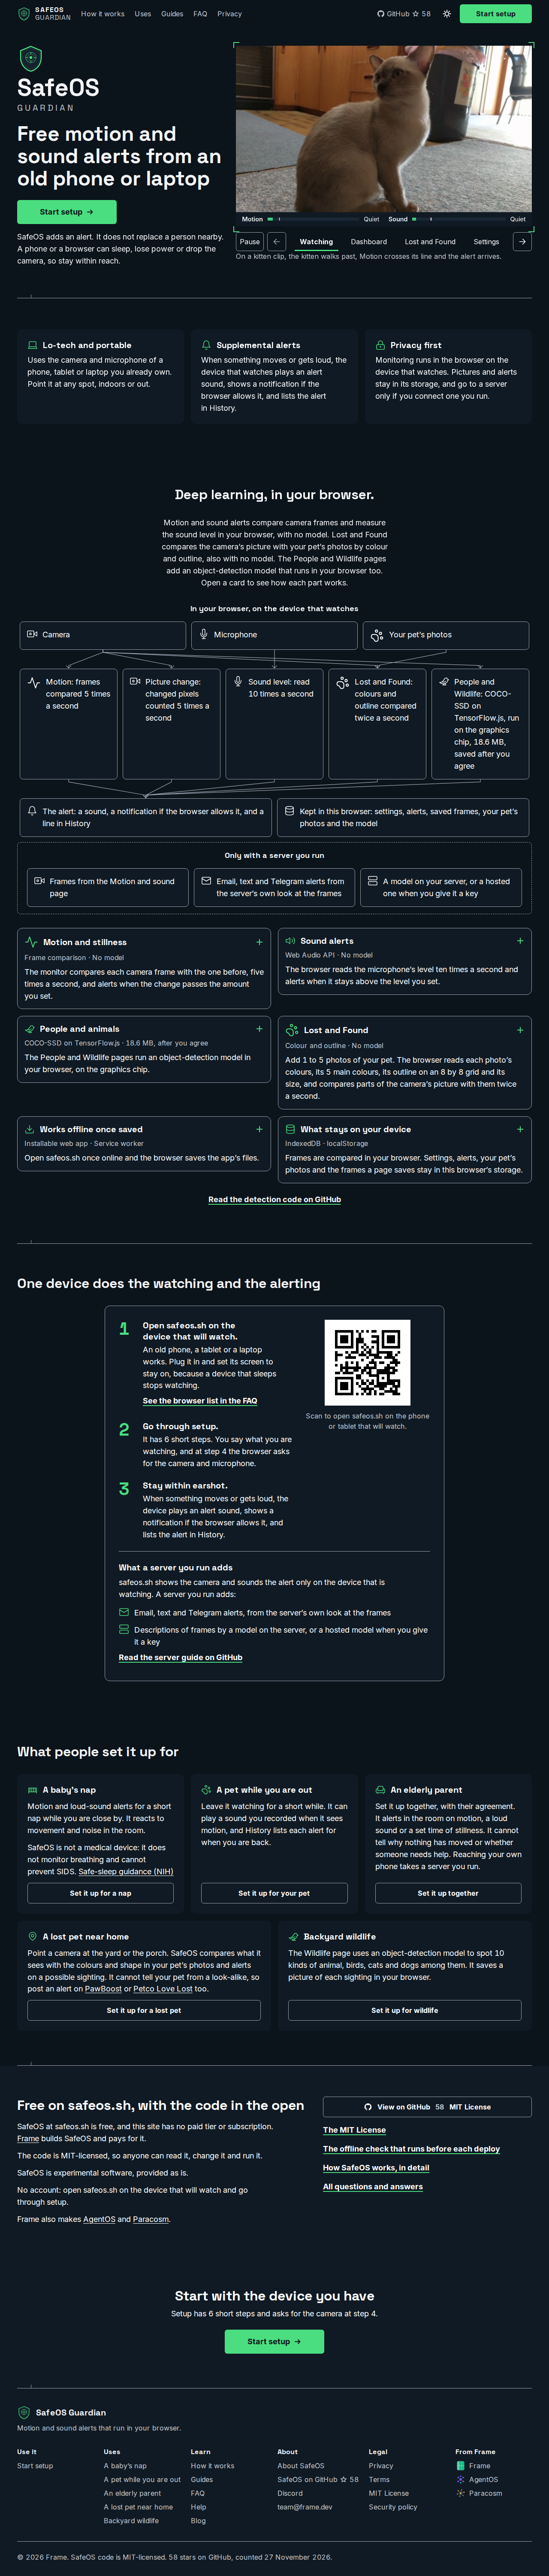 SAFEOS
GUARDIAN
How it works
Uses
Guides
FAQ
Privacy
GitHub ☆ 58
Start setup
SafeOS
GUARDIAN
Free motion and
sound alerts from an
old phone or laptop
Start setup →
SafeOS adds an alert. It does not replace a person nearby.
A phone or a browser can sleep, lose power or drop the
camera, so stay within reach.
Motion
Quiet
Sound
Quiet
Pause
←
Watching
Dashboard
Lost and Found
Settings
→
On a kitten clip, the kitten walks past, Motion crosses its line and the alert arrives.
Lo-tech and portable
Uses the camera and microphone of a
phone, tablet or laptop you already own.
Point it at any spot, indoors or out.
Supplemental alerts
When something moves or gets loud, the
device that watches plays an alert
sound, shows a notification if the
browser allows it, and lists the alert
in History.
Privacy first
Monitoring runs in the browser on the
device that watches. Pictures and alerts
stay in its storage, and go to a server
only if you connect one you run.
Deep learning, in your browser.
Motion and sound alerts compare camera frames and measure
the sound level in your browser, with no model. Lost and Found
compares the camera's picture with your pet's photos by colour
and outline, also with no model. The People and Wildlife pages
add an object-detection model that runs in your browser too.
Open a card to see how each part works.
In your browser, on the device that watches
Camera
Microphone
Your pet's photos
Motion: frames
compared 5 times
a second
Picture change:
changed pixels
counted 5 times a
second
Sound level: read
10 times a second
Lost and Found:
colours and
outline compared
twice a second
People and
Wildlife: COCO-
SSD on
TensorFlow.js, run
on the graphics
chip, 18.6 MB,
saved after you
agree
The alert: a sound, a notification if the browser allows it, and a
line in History
Kept in this browser: settings, alerts, saved frames, your pet's
photos and the model
Only with a server you run
Frames from the Motion and sound
page
Email, text and Telegram alerts from
the server's own look at the frames
A model on your server, or a hosted
one when you give it a key
Motion and stillness
Frame comparison · No model
The monitor compares each camera frame with the one before, five
times a second, and alerts when the change passes the amount
you set.
Sound alerts
Web Audio API · No model
The browser reads the microphone's level ten times a second and
alerts when it stays above the level you set.
People and animals
COCO-SSD on TensorFlow.js · 18.6 MB, after you agree
The People and Wildlife pages run an object-detection model in
your browser, on the graphics chip.
Lost and Found
Colour and outline · No model
Add 1 to 5 photos of your pet. The browser reads each photo's
colours, its 5 main colours, its outline on an 8 by 8 grid and its
size, and compares parts of the camera's picture with them twice
a second.
Works offline once saved
Installable web app · Service worker
Open safeos.sh once online and the browser saves the app's files.
What stays on your device
IndexedDB · localStorage
Frames are compared in your browser. Settings, alerts, your pet's
photos and the frames a page saves stay in this browser's storage.
Read the detection code on GitHub
One device does the watching and the alerting
1
Open safeos.sh on the
device that will watch.
An old phone, a tablet or a laptop
works. Plug it in and set its screen to
stay on, because a device that sleeps
stops watching.
See the browser list in the FAQ
Scan to open safeos.sh on the phone
or tablet that will watch.
2
Go through setup.
It has 6 short steps. You say what you are
watching, and at step 4 the browser asks
for the camera and microphone.
3
Stay within earshot.
When something moves or gets loud, the
device plays an alert sound, shows a
notification if the browser allows it, and
lists the alert in History.
What a server you run adds
safeos.sh shows the camera and sounds the alert only on the device that is
watching. A server you run adds:
Email, text and Telegram alerts, from the server's own look at the frames
Descriptions of frames by a model on the server, or a hosted model when you give
it a key
Read the server guide on GitHub
What people set it up for
A baby's nap
Motion and loud-sound alerts for a short
nap while you are close by. It reacts to
movement and noise in the room.
SafeOS is not a medical device: it does
not monitor breathing and cannot
prevent SIDS. Safe-sleep guidance (NIH)
Set it up for a nap
A pet while you are out
Leave it watching for a short while. It can
play a sound you recorded when it sees
motion, and History lists each alert for
when you are back.
Set it up for your pet
An elderly parent
Set it up together, with their agreement.
It alerts in the room on motion, a loud
sound or a set time of stillness. It cannot
tell why nothing has moved or whether
someone needs help. Reaching your own
phone takes a server you run.
Set it up together
A lost pet near home
Point a camera at the yard or the porch. SafeOS compares what it
sees with the colours and shape in your pet's photos and alerts
on a possible sighting. It cannot tell your pet from a look-alike, so
post an alert on PawBoost or Petco Love Lost too.
Set it up for a lost pet
Backyard wildlife
The Wildlife page uses an object-detection model to spot 10
kinds of animal, birds, cats and dogs among them. It saves a
picture of each sighting in your browser.
Set it up for wildlife
Free on safeos.sh, with the code in the open
SafeOS at safeos.sh is free, and this site has no paid tier or subscription.
Frame builds SafeOS and pays for it.
The code is MIT-licensed, so anyone can read it, change it and run it.
SafeOS is experimental software, provided as is.
No account: open safeos.sh on the device that will watch and go
through setup.
Frame also makes AgentOS and Paracosm.
View on GitHub 58 MIT License
The MIT License
The offline check that runs before each deploy
How SafeOS works, in detail
All questions and answers
Start with the device you have
Setup has 6 short steps and asks for the camera at step 4.
Start setup →
SafeOS Guardian
Motion and sound alerts that run in your browser.
Use it
Start setup
Uses
A baby's nap
A pet while you are out
An elderly parent
A lost pet near home
Backyard wildlife
Learn
How it works
Guides
FAQ
Help
Blog
About
About SafeOS
SafeOS on GitHub ☆ 58
Discord
team@frame.dev
Legal
Privacy
Terms
MIT License
Security policy
From Frame
Frame
AgentOS
Paracosm
© 2026 Frame. SafeOS code is MIT-licensed. 58 stars on GitHub, counted 27 November 2026.